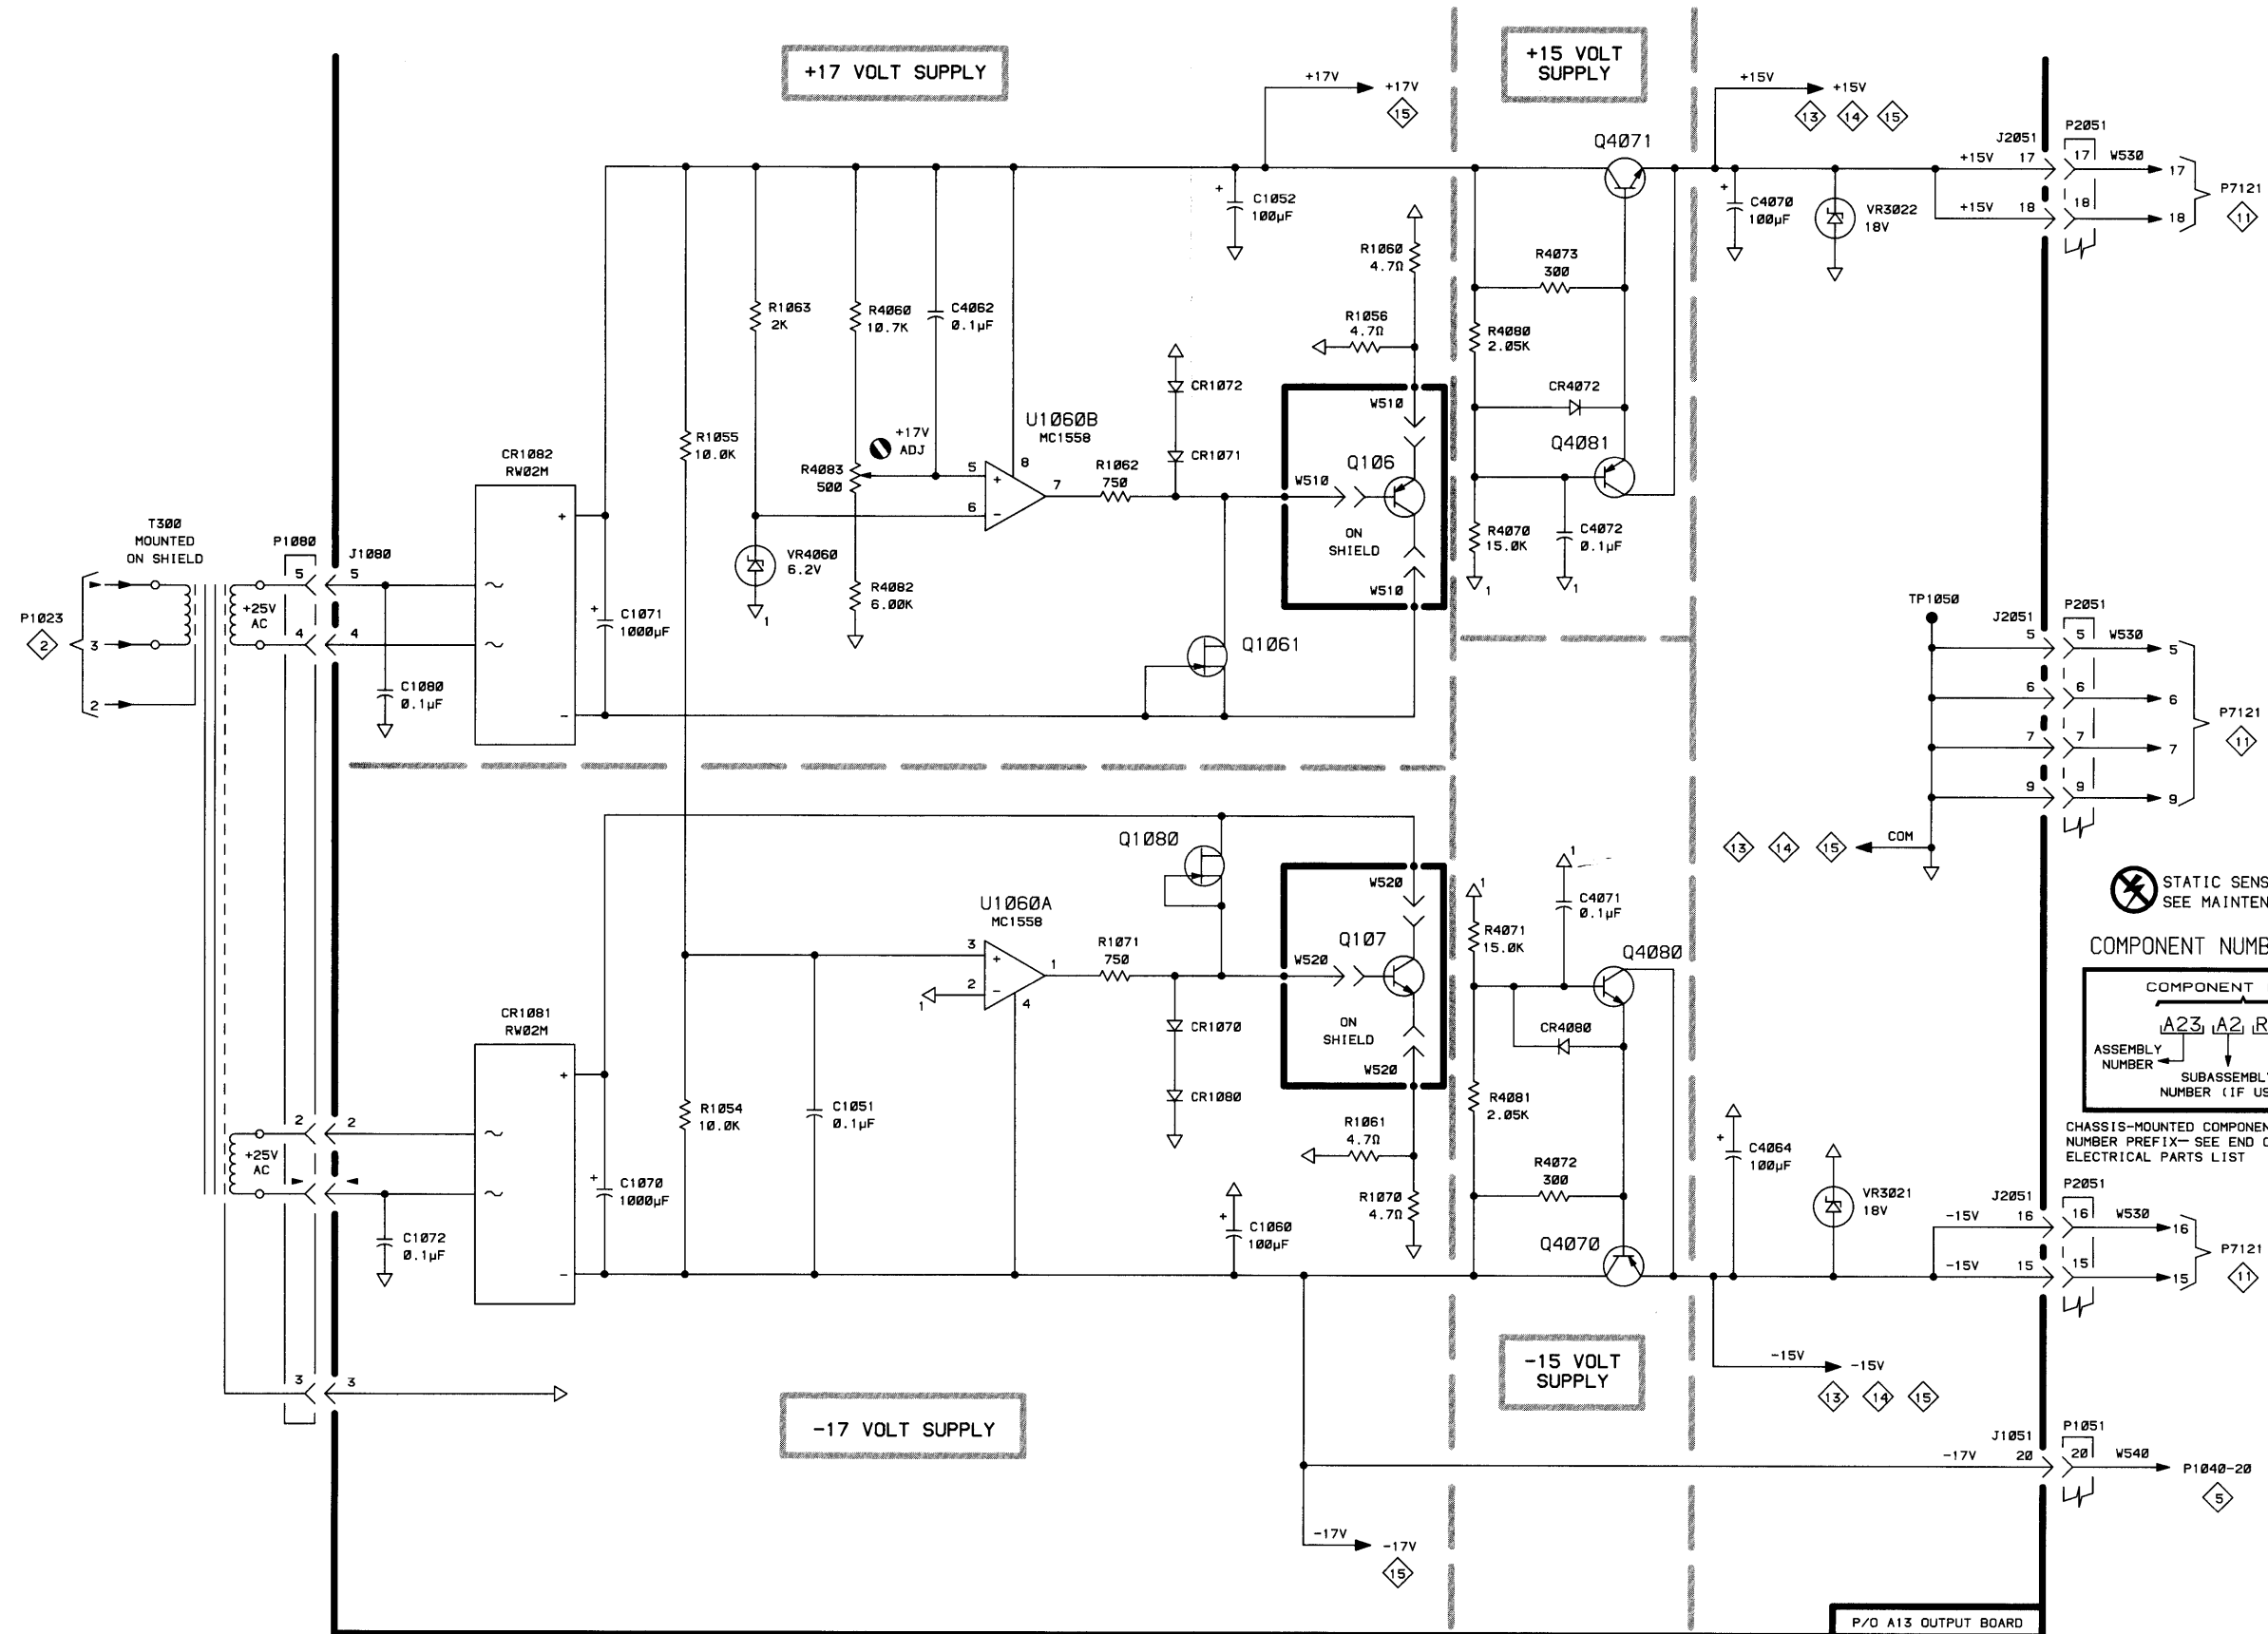 +17 VOLT SUPPLY
+15 VOLT
SUPPLY
+17V
+17V
15
+15V
+15V
13 14 15
Q4071
J2051
P2051
+15V 17
17
W530
17
+15V 18
18
18
P7121
11
+
C1052
100µF
+
C4070
100µF
VR3022
18V
R1060
4.7Ω
R4073
300
R1063
2K
R4060
10.7K
C4062
0.1µF
R1056
4.7Ω
R4080
2.05K
CR1072
CR4072
W510
U1060B
MC1558
+17V
ADJ
R1055
10.0K
CR1071
Q4081
CR1082
RW02M
R4083
500
5
+
8
7
6
−
R1062
750
Q106
W510
ON
SHIELD
W510
R4070
15.0K
C4072
0.1µF
1
1
T300
MOUNTED
ON SHIELD
P1080
J1080
5
5
+25V
AC
4
4
~
~
+
−
+
C1071
1000µF
VR4060
6.2V
1
R4082
6.00K
P1023
2
3
2
C1080
0.1µF
Q1061
TP1050
J2051
P2051
5
5
W530
5
6
6
6
7
7
7
9
9
9
P7121
11
COM
13 14 15
STATIC SENS
SEE MAINTEN
COMPONENT NUMB
COMPONENT
A23 A2 R
ASSEMBLY
NUMBER
SUBASSEMBL
NUMBER (IF US
CHASSIS-MOUNTED COMPONEN
NUMBER PREFIX—SEE END O
ELECTRICAL PARTS LIST
Q1080
W520
1
C4071
0.1µF
1
U1060A
MC1558
3
+
1
2
−
4
1
R1071
750
Q107
W520
ON
SHIELD
W520
R4071
15.0K
Q4080
CR4080
CR1081
RW02M
CR1070
CR1080
R1054
10.0K
C1051
0.1µF
R4081
2.05K
R1061
4.7Ω
R4072
300
+
C4064
100µF
VR3021
18V
2
2
+25V
AC
~
~
+
−
+
C1070
1000µF
C1072
0.1µF
+
C1060
100µF
R1070
4.7Ω
Q4070
J2051
P2051
-15V 16
16
W530
16
-15V 15
15
15
P7121
11
3
3
-17 VOLT SUPPLY
-15 VOLT
SUPPLY
-15V
-15V
13 14 15
J1051
P1051
-17V 20
20
W540
P1040-20
5
-17V
-17V
15
P/O A13 OUTPUT BOARD